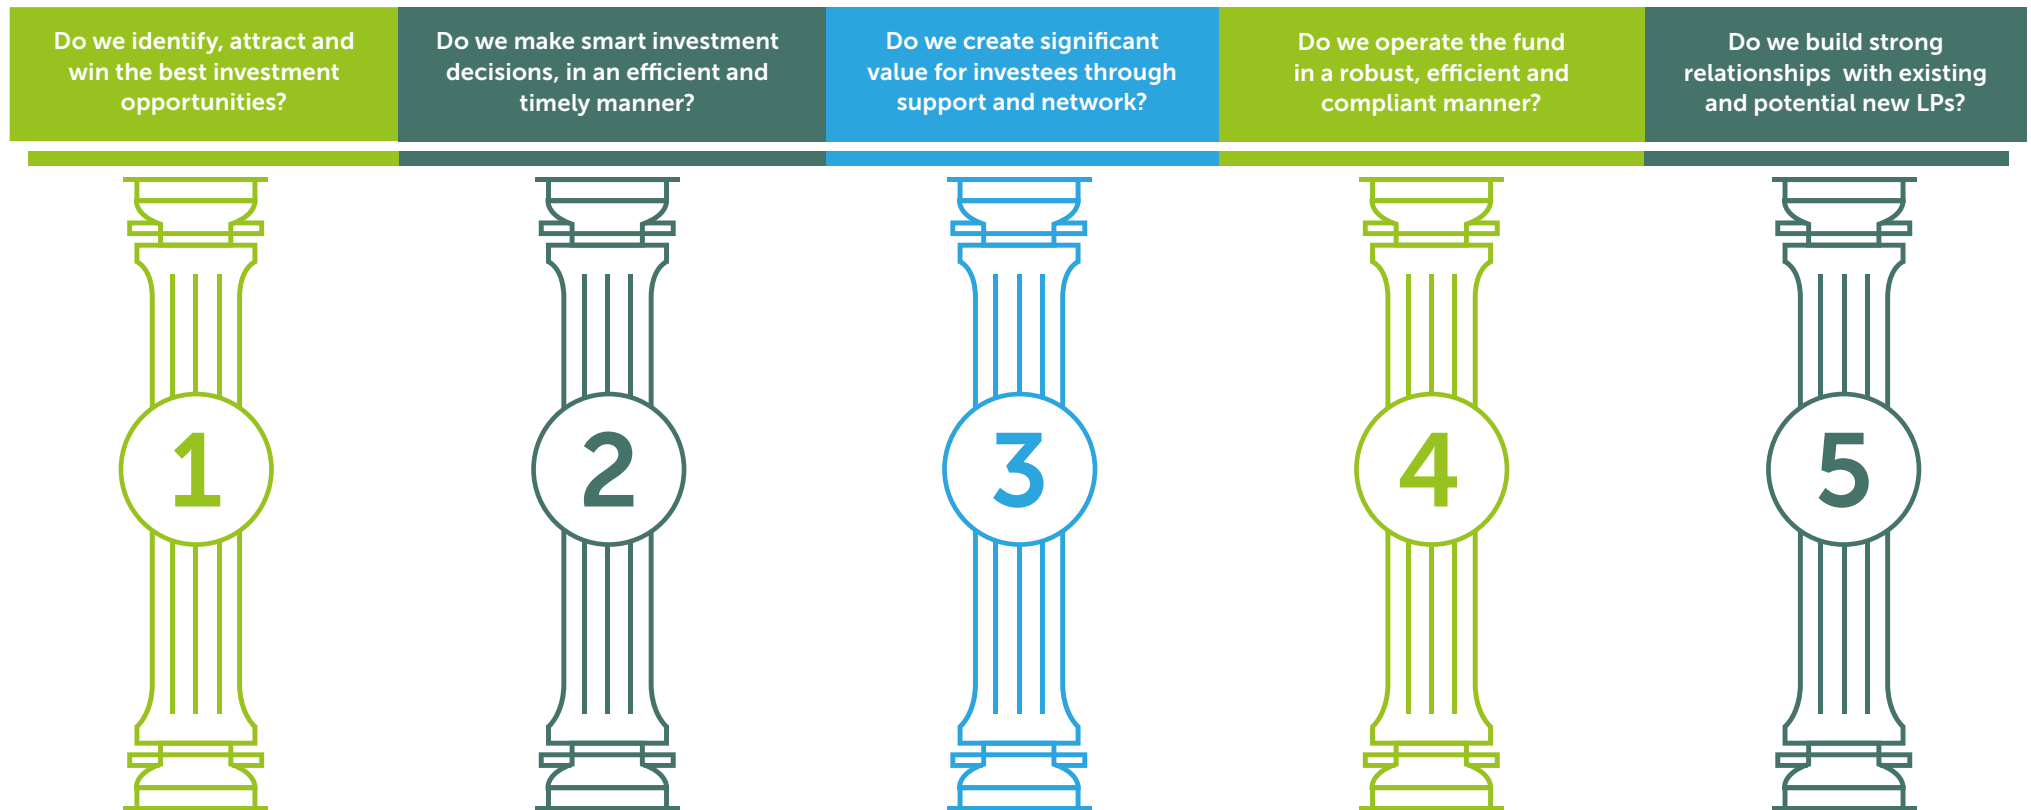 Do we identify, attract and
win the best investment
opportunities?
Do we make smart investment
decisions, in an efficient and
timely manner?
Do we create significant
value for investees through
support and network?
Do we operate the fund
in a robust, efficient and
compliant manner?
Do we build strong
relationships with existing
and potential new LPs?
1
2
3
4
5